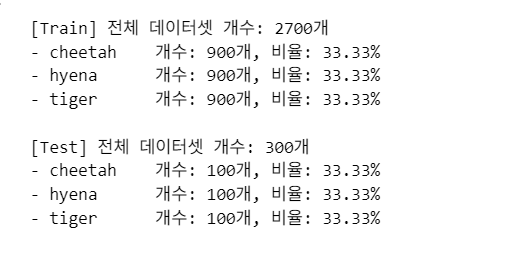 [Train] 전체 데이터셋 개수: 2700개
- cheetah 개수: 900개, 비율: 33.33%
- hyena 개수: 900개, 비율: 33.33%
- tiger 개수: 900개, 비율: 33.33%
[Test] 전체 데이터셋 개수: 300개
- cheetah 개수: 100개, 비율: 33.33%
- hyena 개수: 100개, 비율: 33.33%
- tiger 개수: 100개, 비율: 33.33%